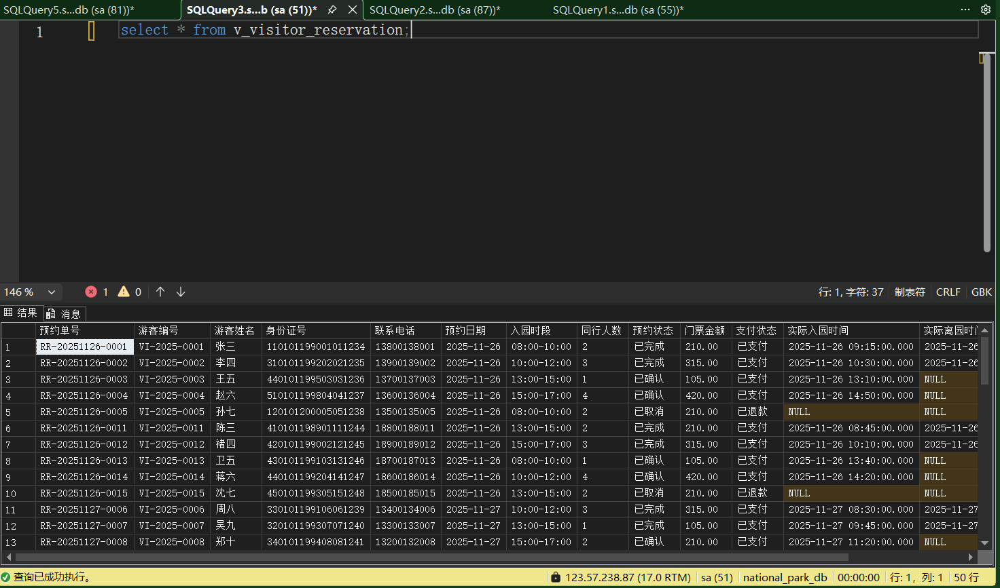 SQLQuery5.s...db (sa (81))*
SQLQuery3.s...b (sa (51))*
SQLQuery2.s...db (sa (87))*
SQLQuery1.s...db (sa (55))*
1 select * from v_visitor_reservation;
146 % 1 0 行: 1, 字符: 37 制表符 CRLF GBK
结果 消息
预约单号 游客编号 游客姓名 身份证号 联系电话 预约日期 入园时段 同行人数 预约状态 门票金额 支付状态 实际入园时间 实际离园时间
1 RR-20251126-0001 VI-2025-0001 张三 110101199001011234 13800138001 2025-11-26 08:00-10:00 2 已完成 210.00 已支付 2025-11-26 09:15:00.000 2025-11-26
2 RR-20251126-0002 VI-2025-0002 李四 310101199202021235 13900139002 2025-11-26 10:00-12:00 3 已完成 315.00 已支付 2025-11-26 10:30:00.000 2025-11-26
3 RR-20251126-0003 VI-2025-0003 王五 440101199503031236 13700137003 2025-11-26 13:00-15:00 1 已确认 105.00 已支付 2025-11-26 13:10:00.000 NULL
4 RR-20251126-0004 VI-2025-0004 赵六 510101199804041237 13600136004 2025-11-26 15:00-17:00 4 已确认 420.00 已支付 2025-11-26 14:50:00.000 NULL
5 RR-20251126-0005 VI-2025-0005 孙七 120101200005051238 13500135005 2025-11-26 08:00-10:00 2 已取消 210.00 已退款 NULL NULL
6 RR-20251126-0011 VI-2025-0011 陈三 410101198901111244 18800188011 2025-11-26 13:00-15:00 2 已完成 210.00 已支付 2025-11-26 08:45:00.000 2025-11-26
7 RR-20251126-0012 VI-2025-0012 褚四 420101199002121245 18900189012 2025-11-26 15:00-17:00 3 已完成 315.00 已支付 2025-11-26 10:10:00.000 2025-11-26
8 RR-20251126-0013 VI-2025-0013 卫五 430101199103131246 18700187013 2025-11-26 08:00-10:00 1 已确认 105.00 已支付 2025-11-26 13:40:00.000 NULL
9 RR-20251126-0014 VI-2025-0014 蒋六 440101199204141247 18600186014 2025-11-26 10:00-12:00 4 已确认 420.00 已支付 2025-11-26 14:20:00.000 NULL
10 RR-20251126-0015 VI-2025-0015 沈七 450101199305151248 18500185015 2025-11-26 13:00-15:00 2 已取消 210.00 已退款 NULL NULL
11 RR-20251127-0006 VI-2025-0006 周八 330101199106061239 13400134006 2025-11-27 10:00-12:00 3 已完成 315.00 已支付 2025-11-27 08:30:00.000 2025-11-27
12 RR-20251127-0007 VI-2025-0007 吴九 320101199307071240 13300133007 2025-11-27 13:00-15:00 1 已完成 105.00 已支付 2025-11-27 09:45:00.000 2025-11-27
13 RR-20251127-0008 VI-2025-0008 郑十 340101199408081241 13200132008 2025-11-27 15:00-17:00 2 已确认 210.00 已支付 2025-11-27 11:20:00.000 NULL
查询已成功执行。 123.57.238.87 (17.0 RTM) sa (51) national_park_db 00:00:00 行: 1, 列: 1 50 行